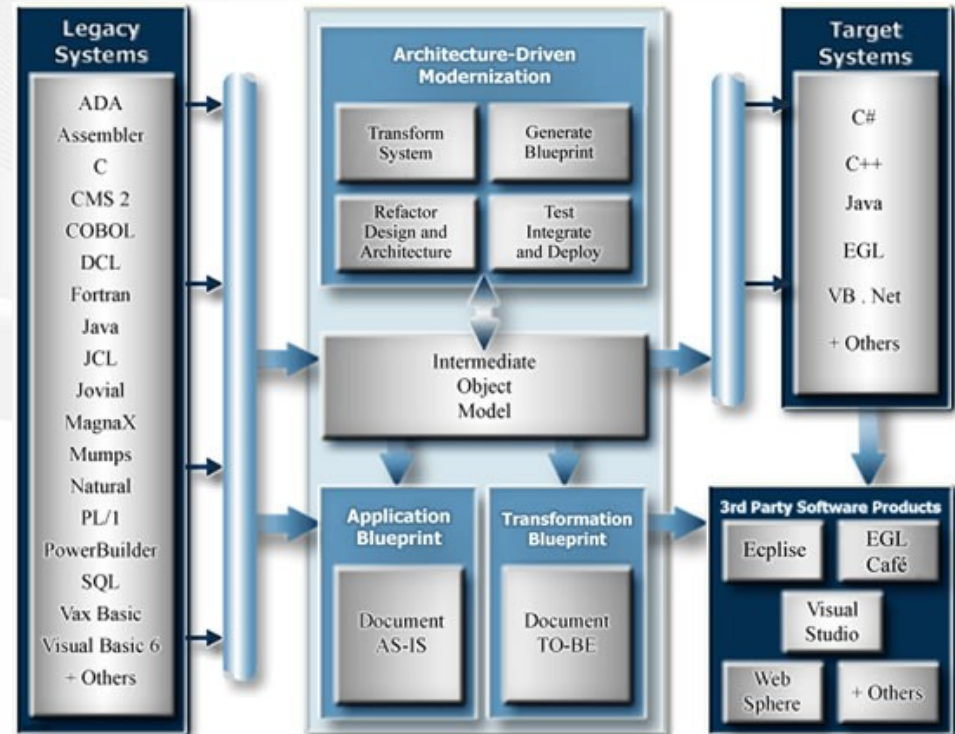 Legacy
Systems
ADA
Assembler
C
CMS 2
COBOL
DCL
Fortran
Java
JCL
Jovial
MagnaX
Mumps
Natural
PL/1
PowerBuilder
SQL
Vax Basic
Visual Basic 6
+ Others
Architecture-Driven
Modernization
Transform
System
Generate
Blueprint
Refactor
Design and
Architecture
Test
Integrate
and Deploy
Intermediate
Object
Model
Application
Blueprint
Document
AS-IS
Transformation
Blueprint
Document
TO-BE
Target
Systems
C#
C++
Java
EGL
VB . Net
+ Others
3rd Party Software Products
Ecplise
EGL
Café
Visual
Studio
Web
Sphere
+ Others